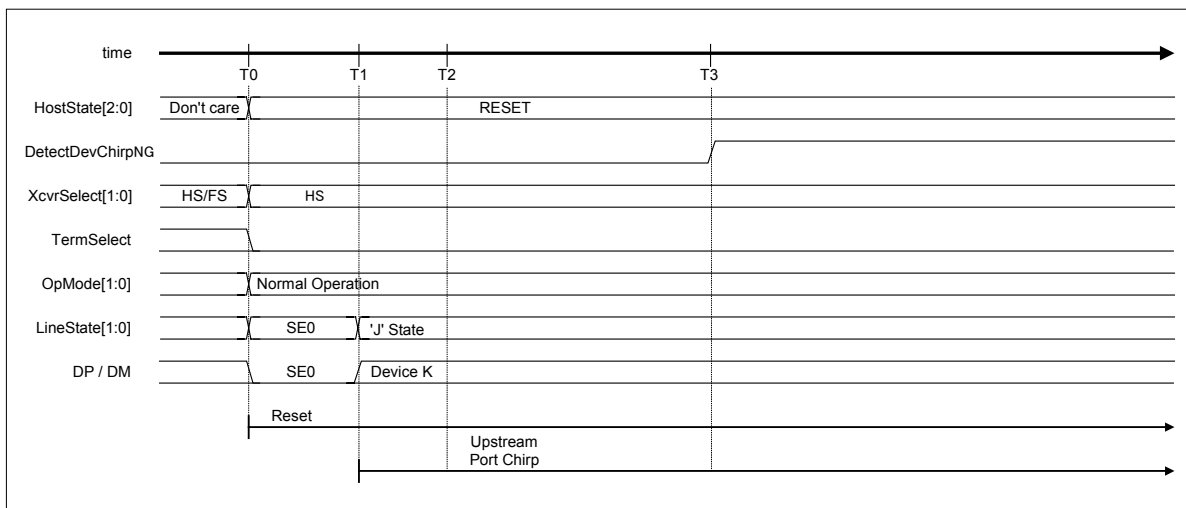 time
T0 T1 T2 T3
HostState[2:0] Don't care RESET
DetectDevChirpNG
XcvrSelect[1:0] HS/FS HS
TermSelect
OpMode[1:0] Normal Operation
LineState[1:0] SE0 'J' State
DP / DM SE0 Device K
Reset
Upstream
Port Chirp